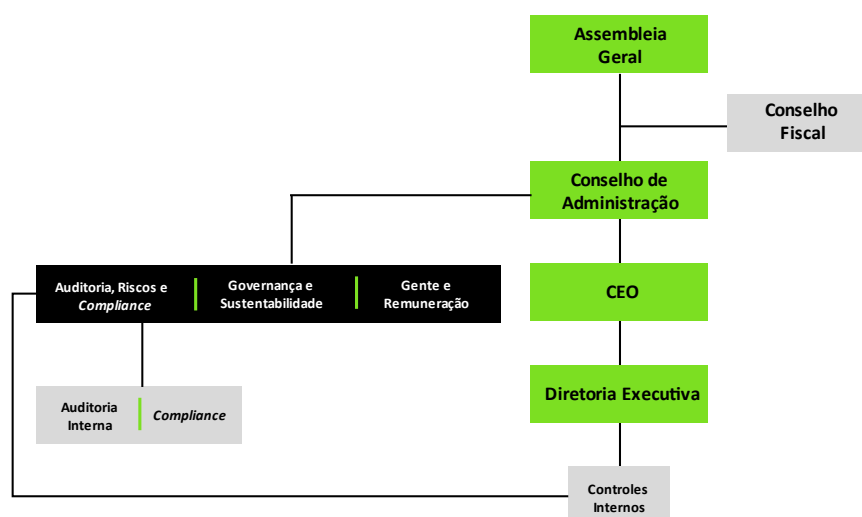 Assembleia
Geral
Conselho
Fiscal
Conselho de
Administração
Auditoria, Riscos e
Compliance
Governança e
Sustentabilidade
Gente e
Remuneração
CEO
Diretoria Executiva
Auditoria
Interna
Compliance
Controles
Internos